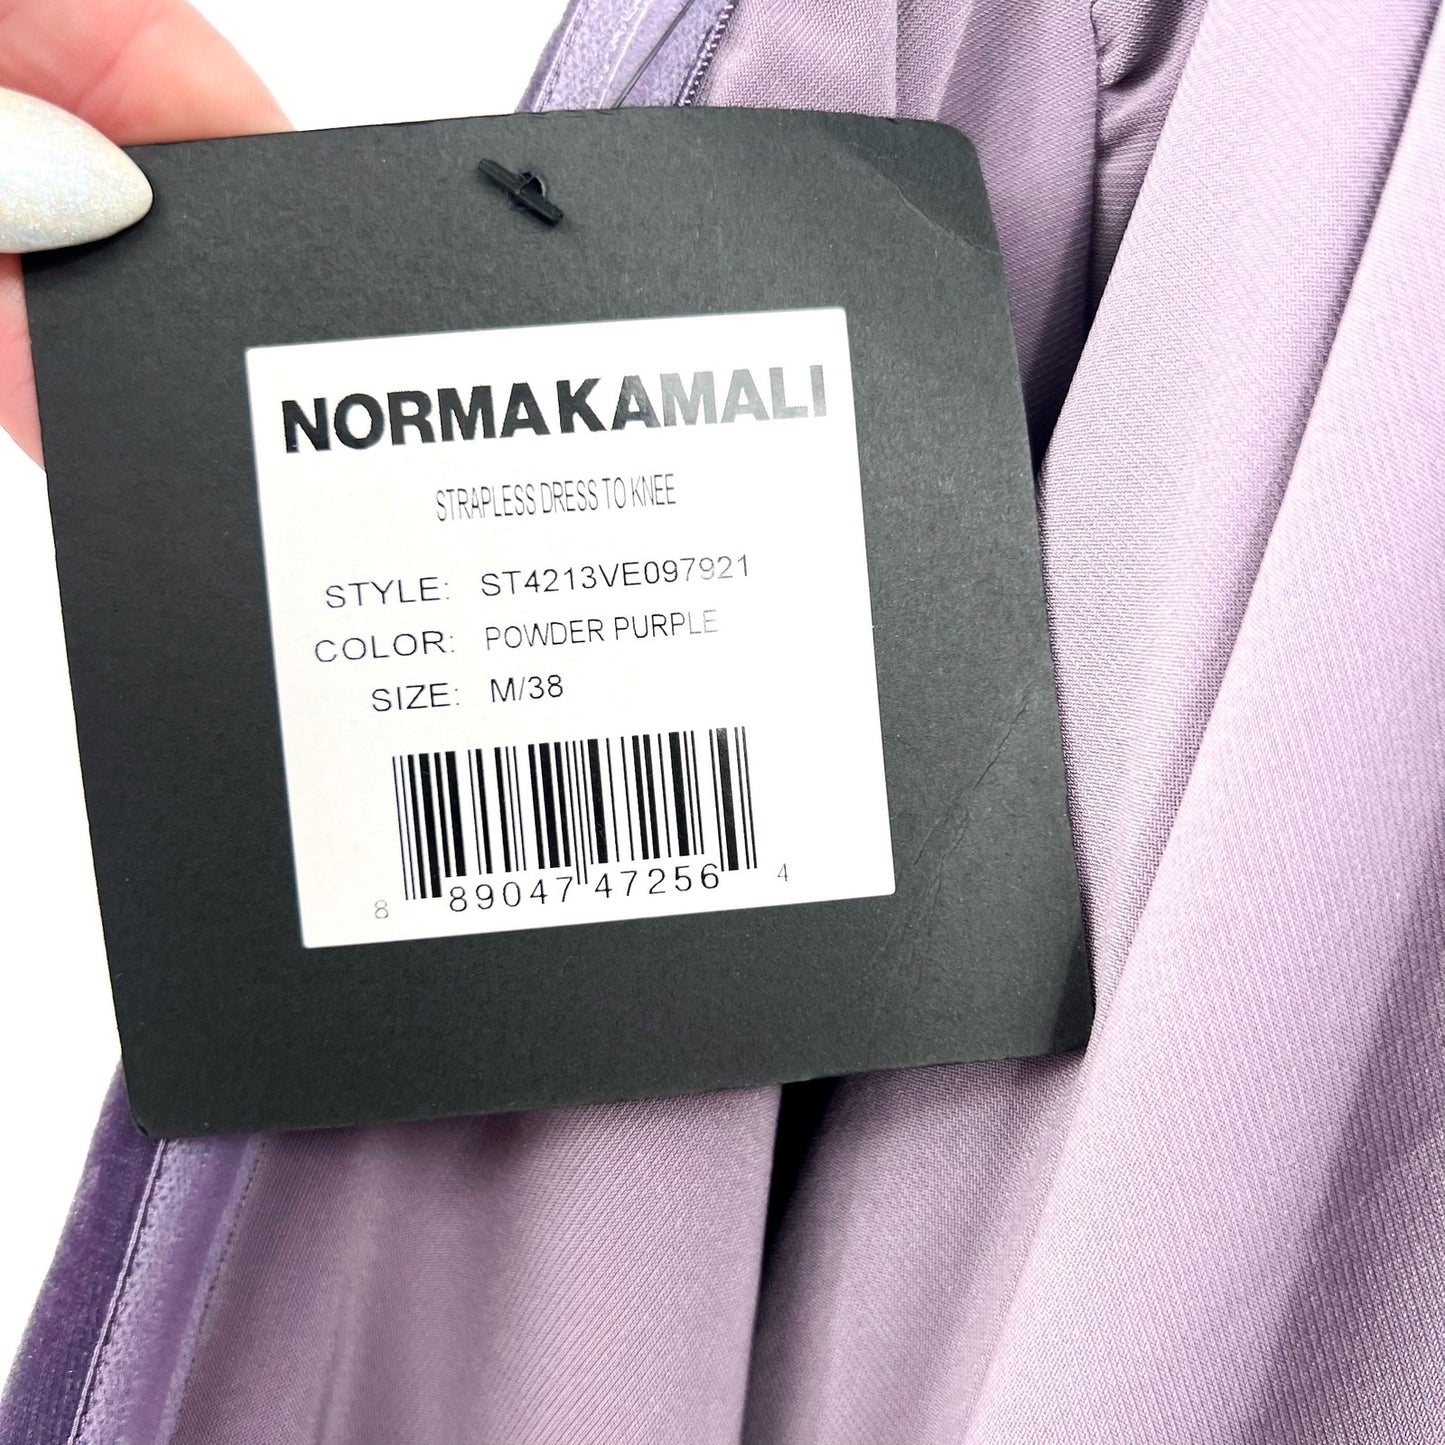 NORMAKAMALI
STRAPLESS DRESS TO KNEE
STYLE: ST4213VE097921
COLOR: POWDER PURPLE
SIZE: M/38
8 89047 47256 4